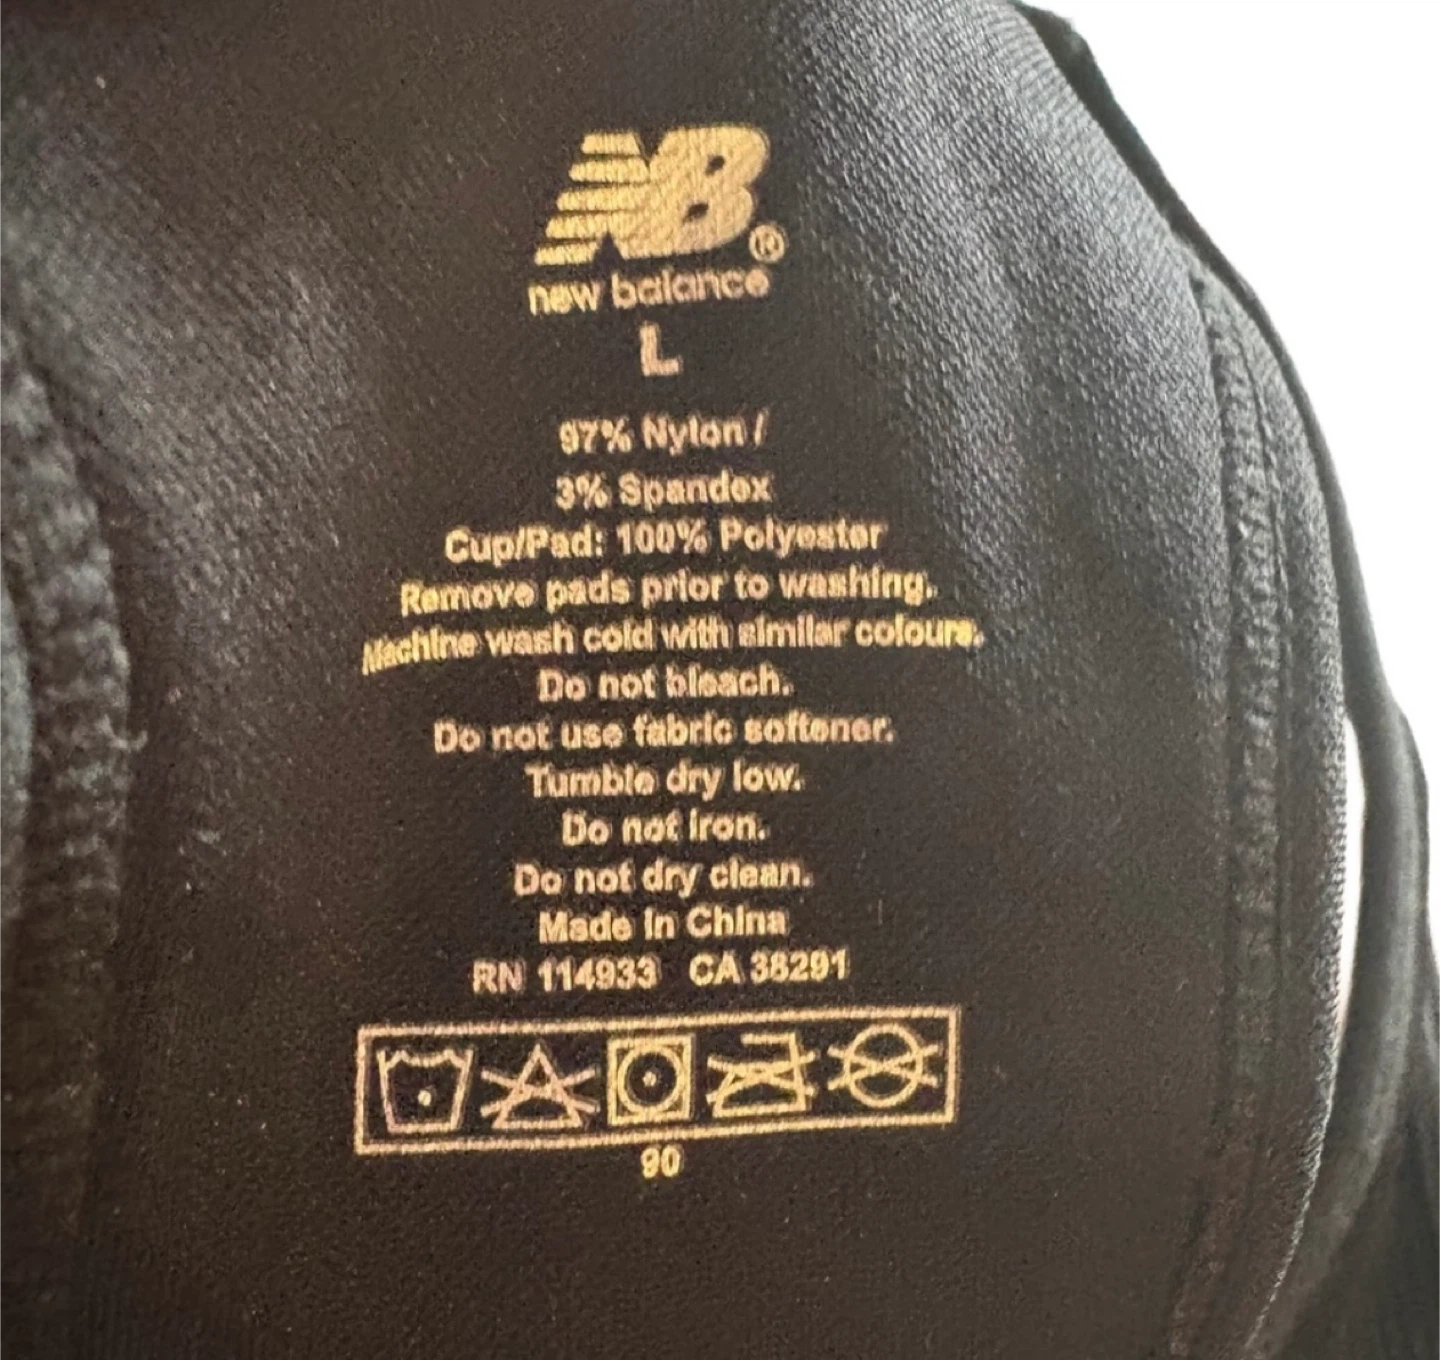 NB®
new balance
L
97% Nylon /
3% Spandex
Cup/Pad: 100% Polyester
Remove pads prior to washing.
Machine wash cold with similar colours.
Do not bleach.
Do not use fabric softener.
Tumble dry low.
Do not iron.
Do not dry clean.
Made in China
RN 114933 CA 38291
90